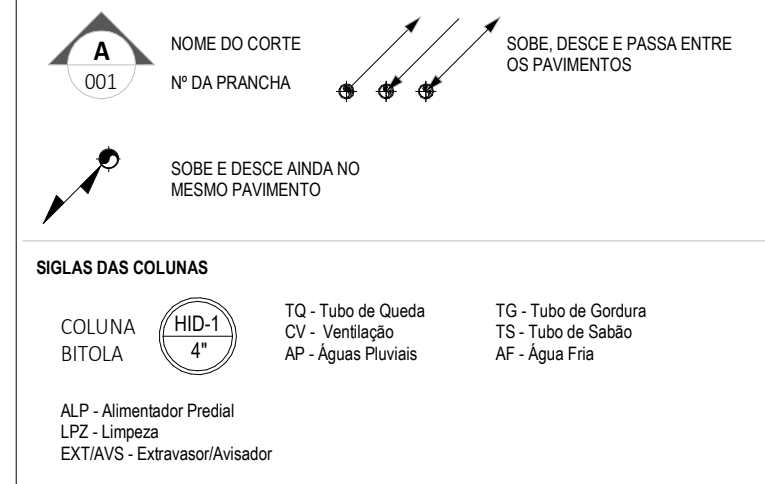 A
001
NOME DO CORTE
Nº DA PRANCHA
SOBE, DESCE E PASSA ENTRE
OS PAVIMENTOS
SOBE E DESCE AINDA NO
MESMO PAVIMENTO
SIGLAS DAS COLUNAS
COLUNA
BITOLA
HID-1
4"
TQ - Tubo de Queda
CV - Ventilação
AP - Águas Pluviais
TG - Tubo de Gordura
TS - Tubo de Sabão
AF - Água Fria
ALP - Alimentador Predial
LPZ - Limpeza
EXT/AVS - Extravasor/Avisador